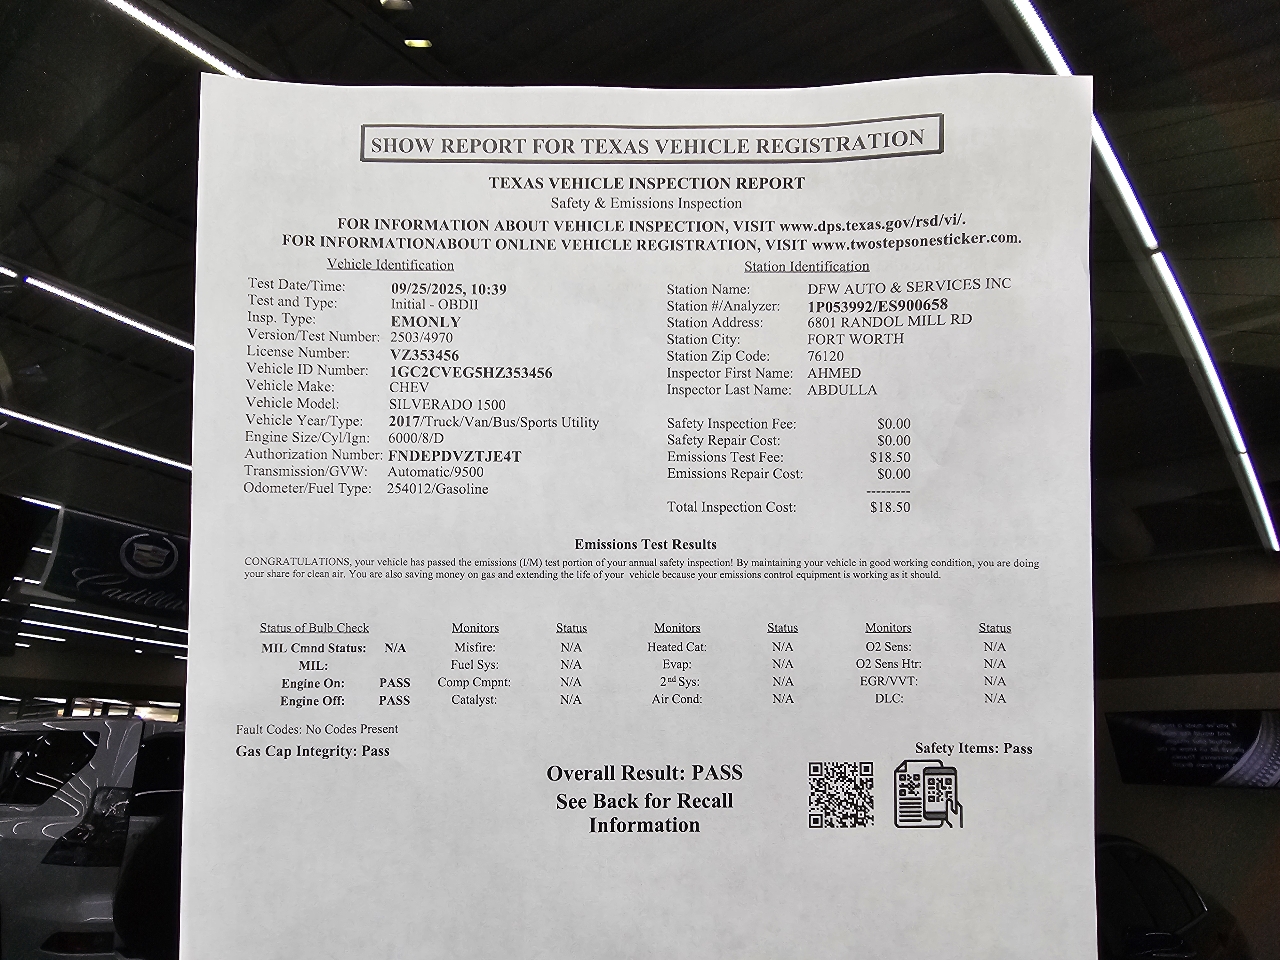 SHOW REPORT FOR TEXAS VEHICLE REGISTRATION
TEXAS VEHICLE INSPECTION REPORT
Safety & Emissions Inspection
FOR INFORMATION ABOUT VEHICLE INSPECTION, VISIT www.dps.texas.gov/rsd/vi/.
FOR INFORMATIONABOUT ONLINE VEHICLE REGISTRATION, VISIT www.twostepsonesticker.com.
Vehicle Identification
Test Date/Time: 09/25/2025, 10:39
Test and Type: Initial - OBDII
Insp. Type: EMONLY
Version/Test Number: 2503/4970
License Number: VZ353456
Vehicle ID Number: 1GC2CVEG5HZ353456
Vehicle Make: CHEV
Vehicle Model: SILVERADO 1500
Vehicle Year/Type: 2017/Truck/Van/Bus/Sports Utility
Engine Size/Cyl/Ign: 6000/8/D
Authorization Number: FNDEPDVZTJE4T
Transmission/GVW: Automatic/9500
Odometer/Fuel Type: 254012/Gasoline
Station Identification
Station Name: DFW AUTO & SERVICES INC
Station #/Analyzer: 1P053992/ES900658
Station Address: 6801 RANDOL MILL RD
Station City: FORT WORTH
Station Zip Code: 76120
Inspector First Name: AHMED
Inspector Last Name: ABDULLA
Safety Inspection Fee: $0.00
Safety Repair Cost: $0.00
Emissions Test Fee: $18.50
Emissions Repair Cost: $0.00
---------
Total Inspection Cost: $18.50
Emissions Test Results
CONGRATULATIONS, your vehicle has passed the emissions (I/M) test portion of your annual safety inspection! By maintaining your vehicle in good working condition, you are doing
your share for clean air. You are also saving money on gas and extending the life of your vehicle because your emissions control equipment is working as it should.
Status of Bulb Check Monitors Status Monitors Status Monitors Status
MIL Cmnd Status: N/A Misfire: N/A Heated Cat: N/A O2 Sens: N/A
MIL: Fuel Sys: N/A Evap: N/A O2 Sens Htr: N/A
Engine On: PASS Comp Cmpnt: N/A 2nd Sys: N/A EGR/VVT: N/A
Engine Off: PASS Catalyst: N/A Air Cond: N/A DLC: N/A
Fault Codes: No Codes Present
Gas Cap Integrity: Pass
Safety Items: Pass
Overall Result: PASS
See Back for Recall
Information
Cadillac